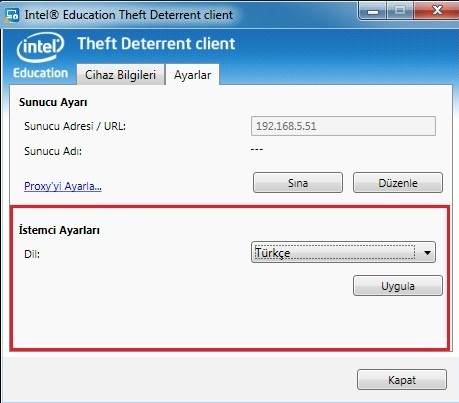 Intel® Education Theft Deterrent client
intel Theft Deterrent client
Education Cihaz Bilgileri Ayarlar
Sunucu Ayarı
Sunucu Adresi / URL: 192.168.5.51
Sunucu Adı: ---
Proxy'yi Ayarla... Sına Düzenle
İstemci Ayarları
Dil: Türkçe
Uygula
Kapat